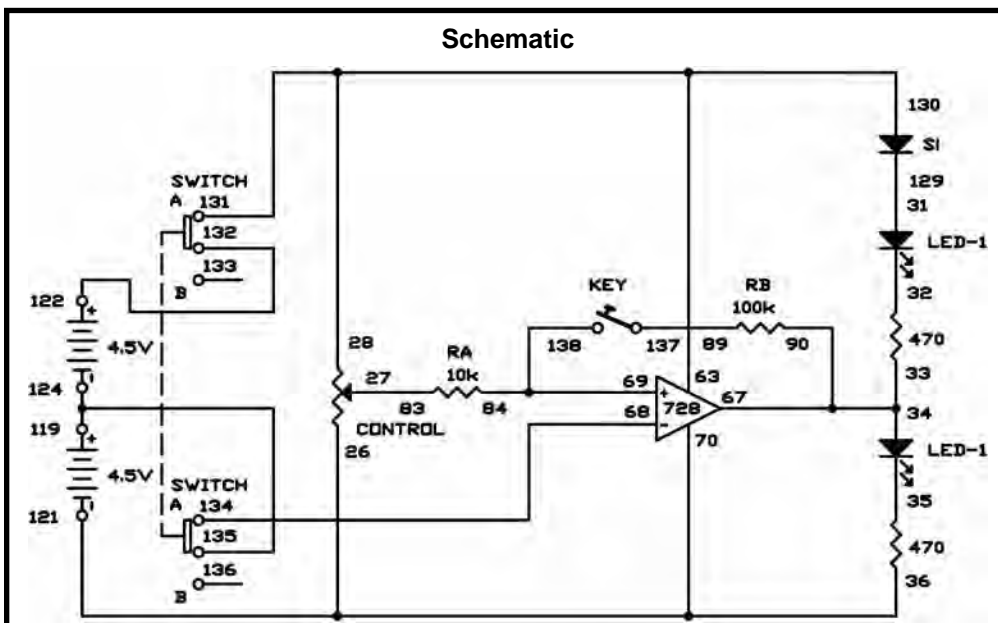 Schematic
130
SI
129
31
LED-1
32
470
33
34
LED-1
35
470
36
SWITCH
A 131
132
133
B
122
+
4.5V
124
119
+
4.5V
121
SWITCH
A 134
135
136
B
28
27
CONTROL
26
RA
10k
83 84
KEY
138 137
RB
100k
89 90
69 + 63
68 - 728 67
70